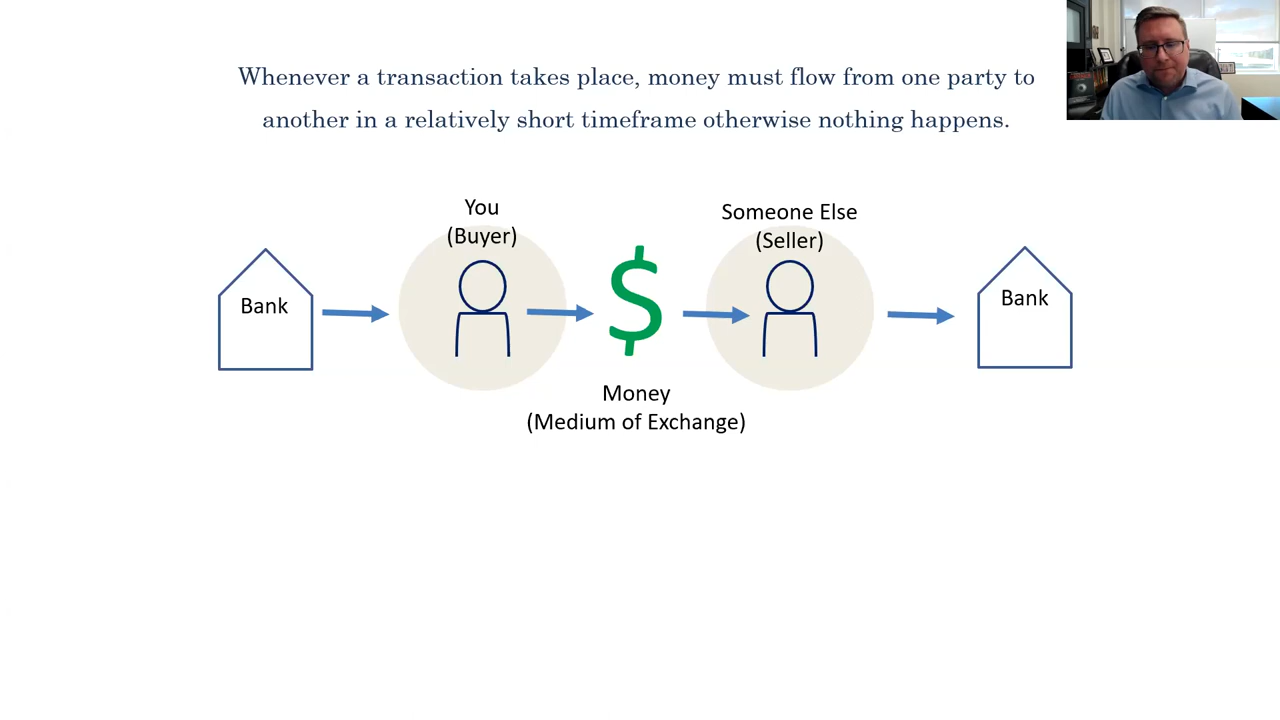 Whenever a transaction takes place, money must flow from one party to
another in a relatively short timeframe otherwise nothing happens.
You
(Buyer)
Someone Else
(Seller)
Bank
Bank
Money
(Medium of Exchange)